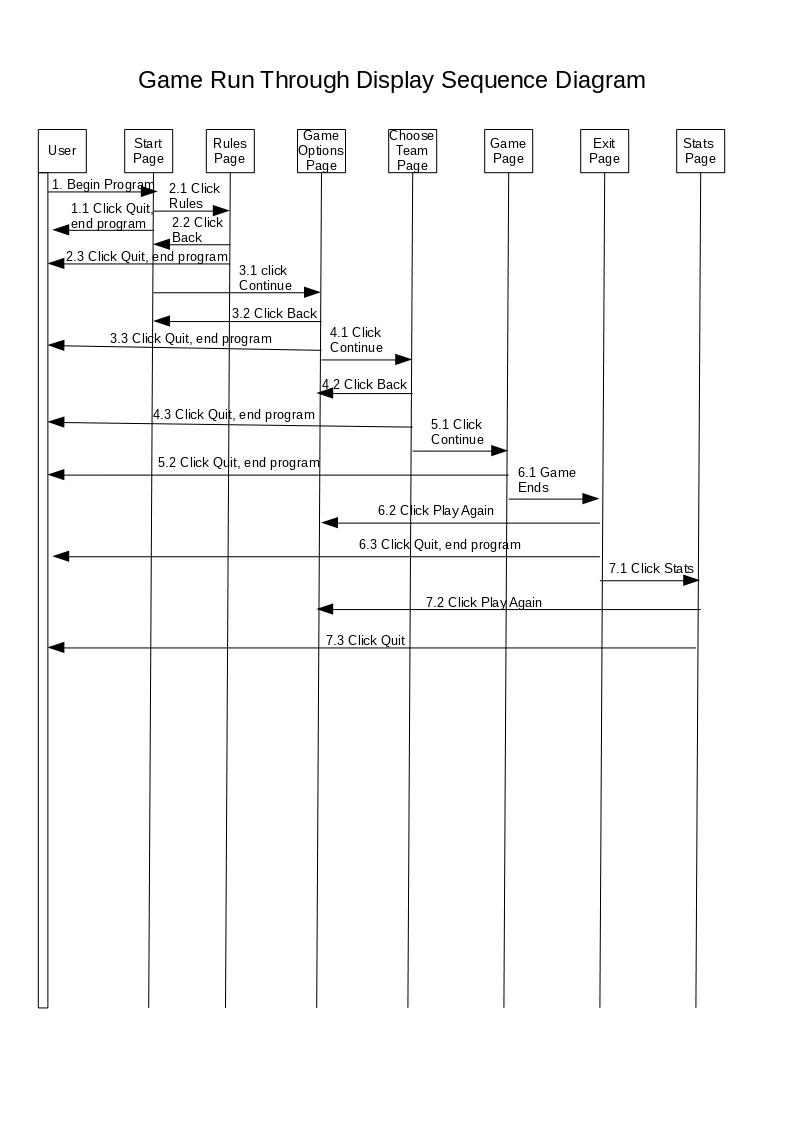 Game Run Through Display Sequence Diagram
User
Start
Page
Rules
Page
Game
Options
Page
Choose
Team
Page
Game
Page
Exit
Page
Stats
Page
1. Begin Program
2.1 Click
Rules
1.1 Click Quit,
end program
2.2 Click
Back
2.3 Click Quit, end program
3.1 click
Continue
3.2 Click Back
3.3 Click Quit, end program
4.1 Click
Continue
4.2 Click Back
4.3 Click Quit, end program
5.1 Click
Continue
5.2 Click Quit, end program
6.1 Game
Ends
6.2 Click Play Again
6.3 Click Quit, end program
7.1 Click Stats
7.2 Click Play Again
7.3 Click Quit